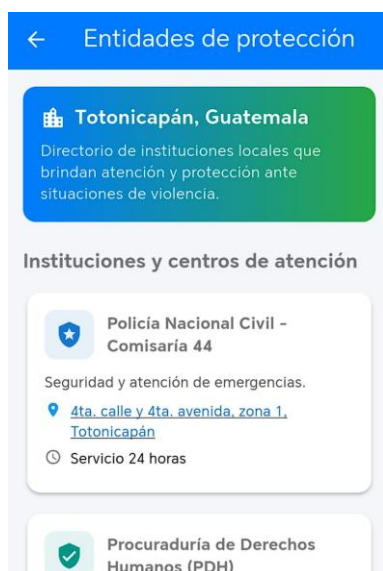 Entidades de protección
Totonicapán, Guatemala
Directorio de instituciones locales que
brindan atención y protección ante
situaciones de violencia.
Instituciones y centros de atención
Policía Nacional Civil -
Comisaría 44
Seguridad y atención de emergencias.
4ta. calle y 4ta. avenida, zona 1,
Totonicapán
Servicio 24 horas
Procuraduría de Derechos
Humanos (PDH)